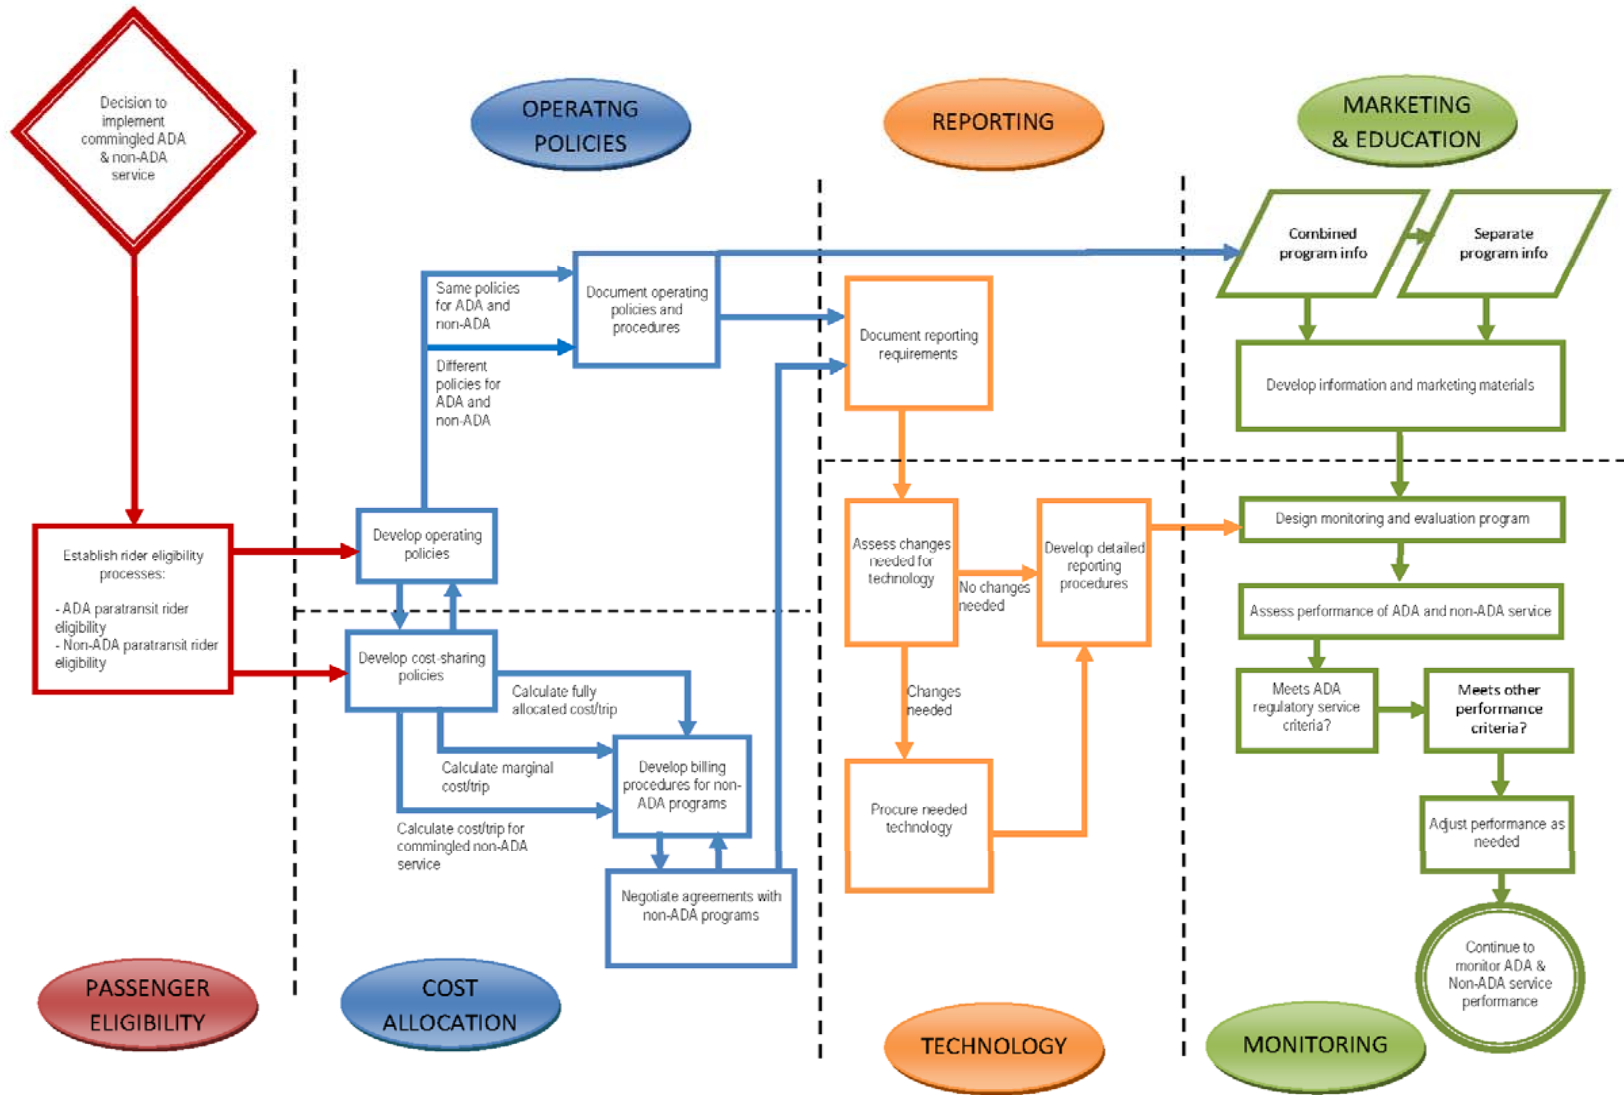 Decision to
implement
commingled ADA
& non-ADA
service
OPERATNG
POLICIES
REPORTING
MARKETING
& EDUCATION
Combined
program info
Separate
program info
Same policies
for ADA and
non-ADA
Document operating
policies and
procedures
Document reporting
requirements
Different
policies for
ADA and
non-ADA
Develop information and marketing materials
Establish rider eligibility
processes:
- ADA paratransit rider
eligibility
- Non-ADA paratransit rider
eligibility
Develop operating
policies
Assess changes
needed for
technology
No changes
needed
Develop detailed
reporting
procedures
Design monitoring and evaluation program
Assess performance of ADA and non-ADA service
Develop cost-sharing
policies
Calculate fully
allocated cost/trip
Changes
needed
Meets ADA
regulatory service
criteria?
Meets other
performance
criteria?
Calculate marginal
cost/trip
Develop billing
procedures for non-
ADA programs
Procure needed
technology
Adjust performance as
needed
Calculate cost/trip for
commingled non-ADA
service
Negotiate agreements with
non-ADA programs
Continue to
monitor ADA &
Non-ADA service
performance
PASSENGER
ELIGIBILITY
COST
ALLOCATION
TECHNOLOGY
MONITORING